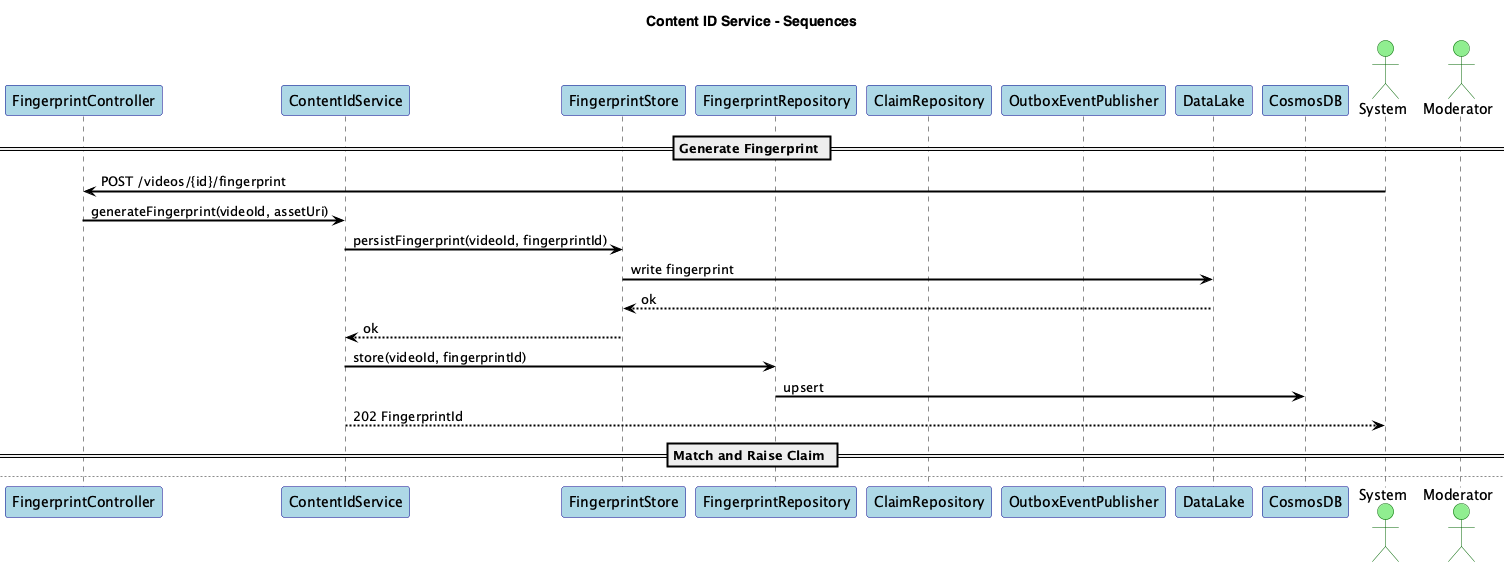 Content ID Service - Sequences
FingerprintController ContentIdService FingerprintStore FingerprintRepository ClaimRepository OutboxEventPublisher DataLake CosmosDB System Moderator
Generate Fingerprint
POST /videos/{id}/fingerprint
generateFingerprint(videoId, assetUri)
persistFingerprint(videoId, fingerprintId)
write fingerprint
ok
ok
store(videoId, fingerprintId)
upsert
202 FingerprintId
Match and Raise Claim
FingerprintController ContentIdService FingerprintStore FingerprintRepository ClaimRepository OutboxEventPublisher DataLake CosmosDB System Moderator